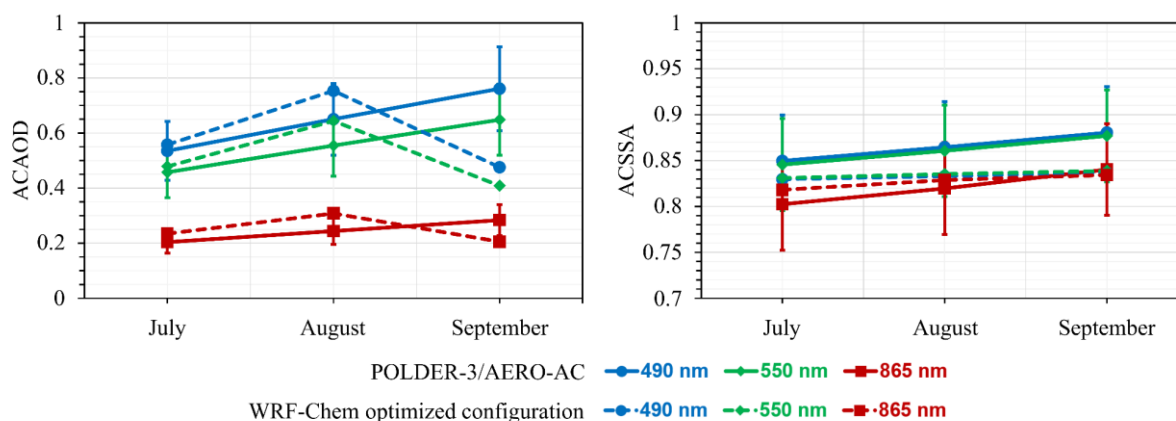 1
0.8
0.6
0.4
0.2
0
ACAOD
July August September
1
0.95
0.9
0.85
0.8
0.75
0.7
ACSSA
July August September
POLDER-3/AERO-AC 490 nm 550 nm 865 nm
WRF-Chem optimized configuration 490 nm 550 nm 865 nm